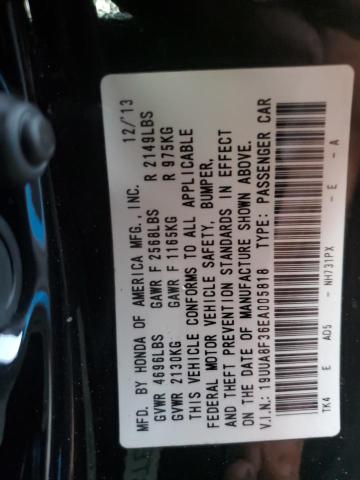 MFD. BY HONDA OF AMERICA MFG., INC. 12/13
GVWR 4696LBS GAWR F 2568LBS R 2149LBS
GVWR 2130KG GAWR F 1165KG R 975KG
THIS VEHICLE CONFORMS TO ALL APPLICABLE
FEDERAL MOTOR VEHICLE SAFETY, BUMPER,
AND THEFT PREVENTION STANDARDS IN EFFECT
ON THE DATE OF MANUFACTURE SHOWN ABOVE.
V.I.N.: 19UUA8F36EA005818 TYPE: PASSENGER CAR
TK4 E AD5 - NH731PX - E - A